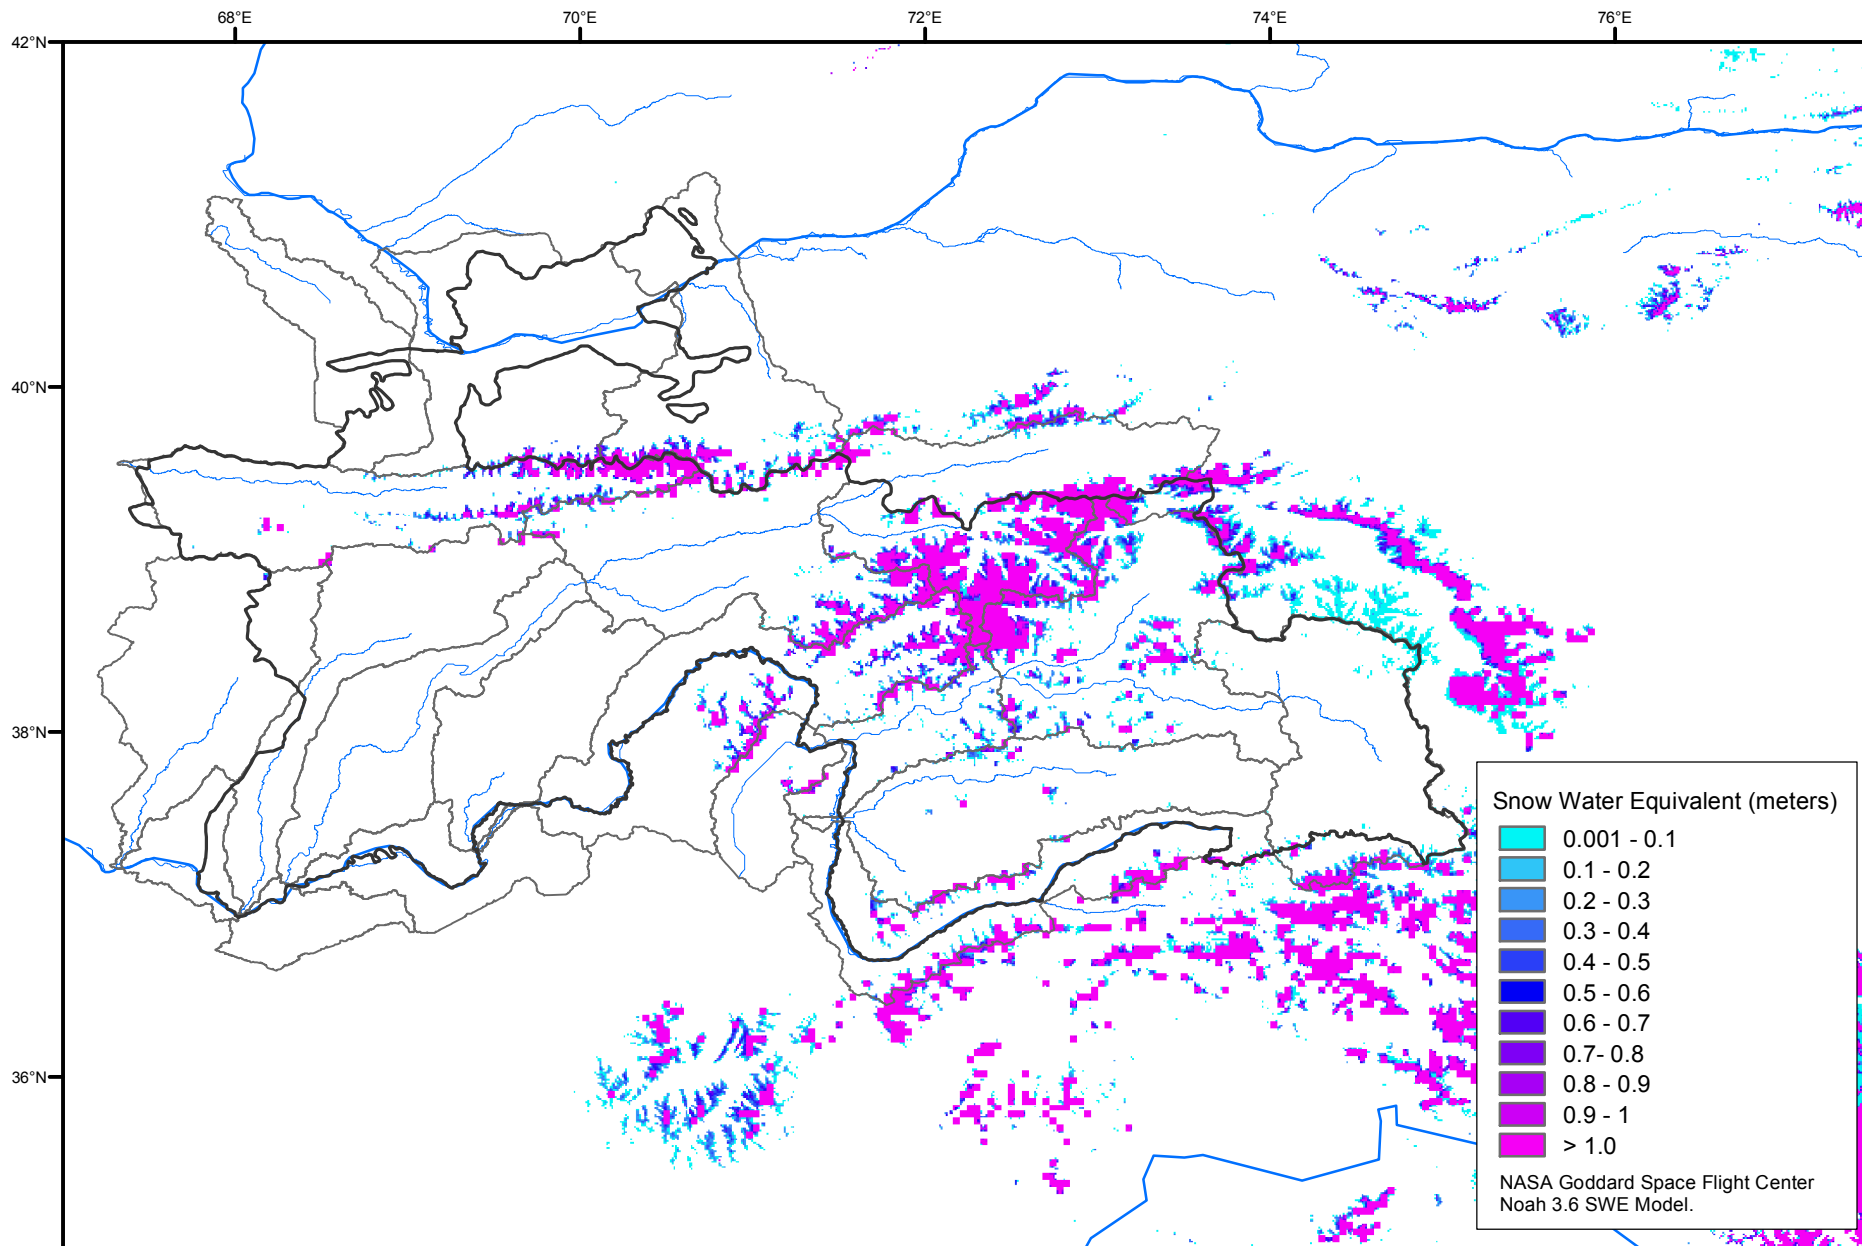 68°E 70°E 72°E 74°E 76°E
42°N
40°N
38°N
36°N
Snow Water Equivalent (meters)
0.001 - 0.1
0.1 - 0.2
0.2 - 0.3
0.3 - 0.4
0.4 - 0.5
0.5 - 0.6
0.6 - 0.7
0.7- 0.8
0.8 - 0.9
0.9 - 1
> 1.0
NASA Goddard Space Flight Center
Noah 3.6 SWE Model.